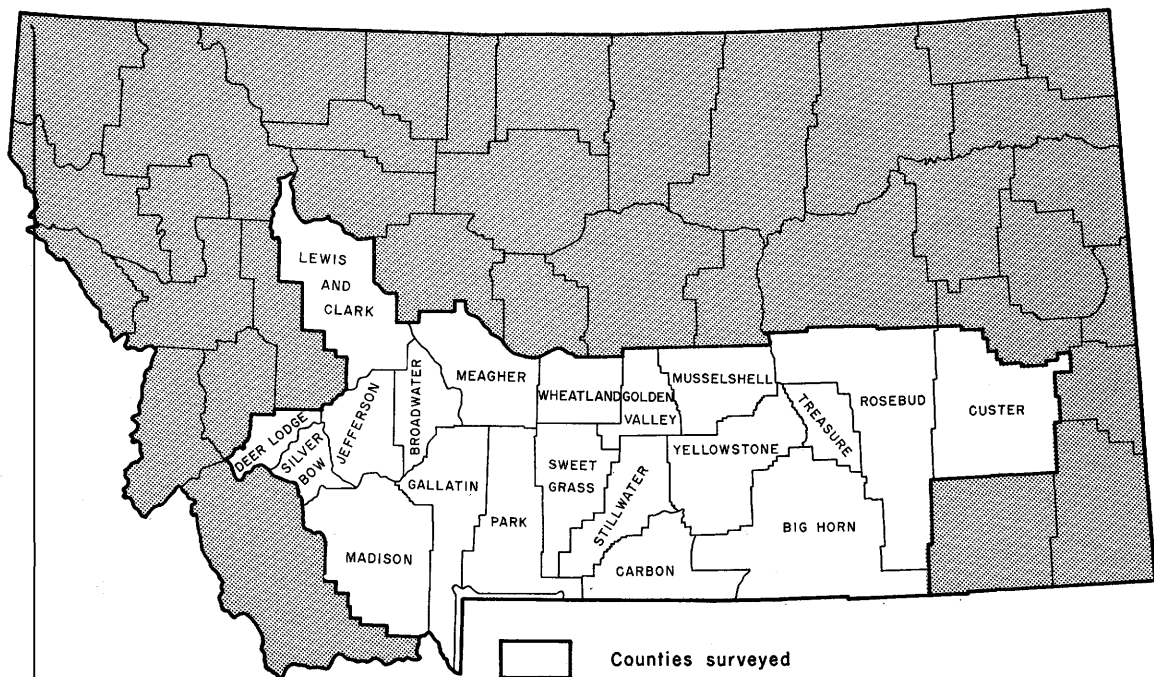 LEWIS
AND
CLARK
MEAGHER
BROADWATER
JEFFERSON
DEER LODGE
SILVER
BOW
WHEATLAND
GOLDEN
VALLEY
MUSSELSHELL
TREASURE
ROSEBUD
CUSTER
YELLOWSTONE
SWEET
GRASS
STILLWATER
GALLATIN
PARK
MADISON
CARBON
BIG HORN
Counties surveyed